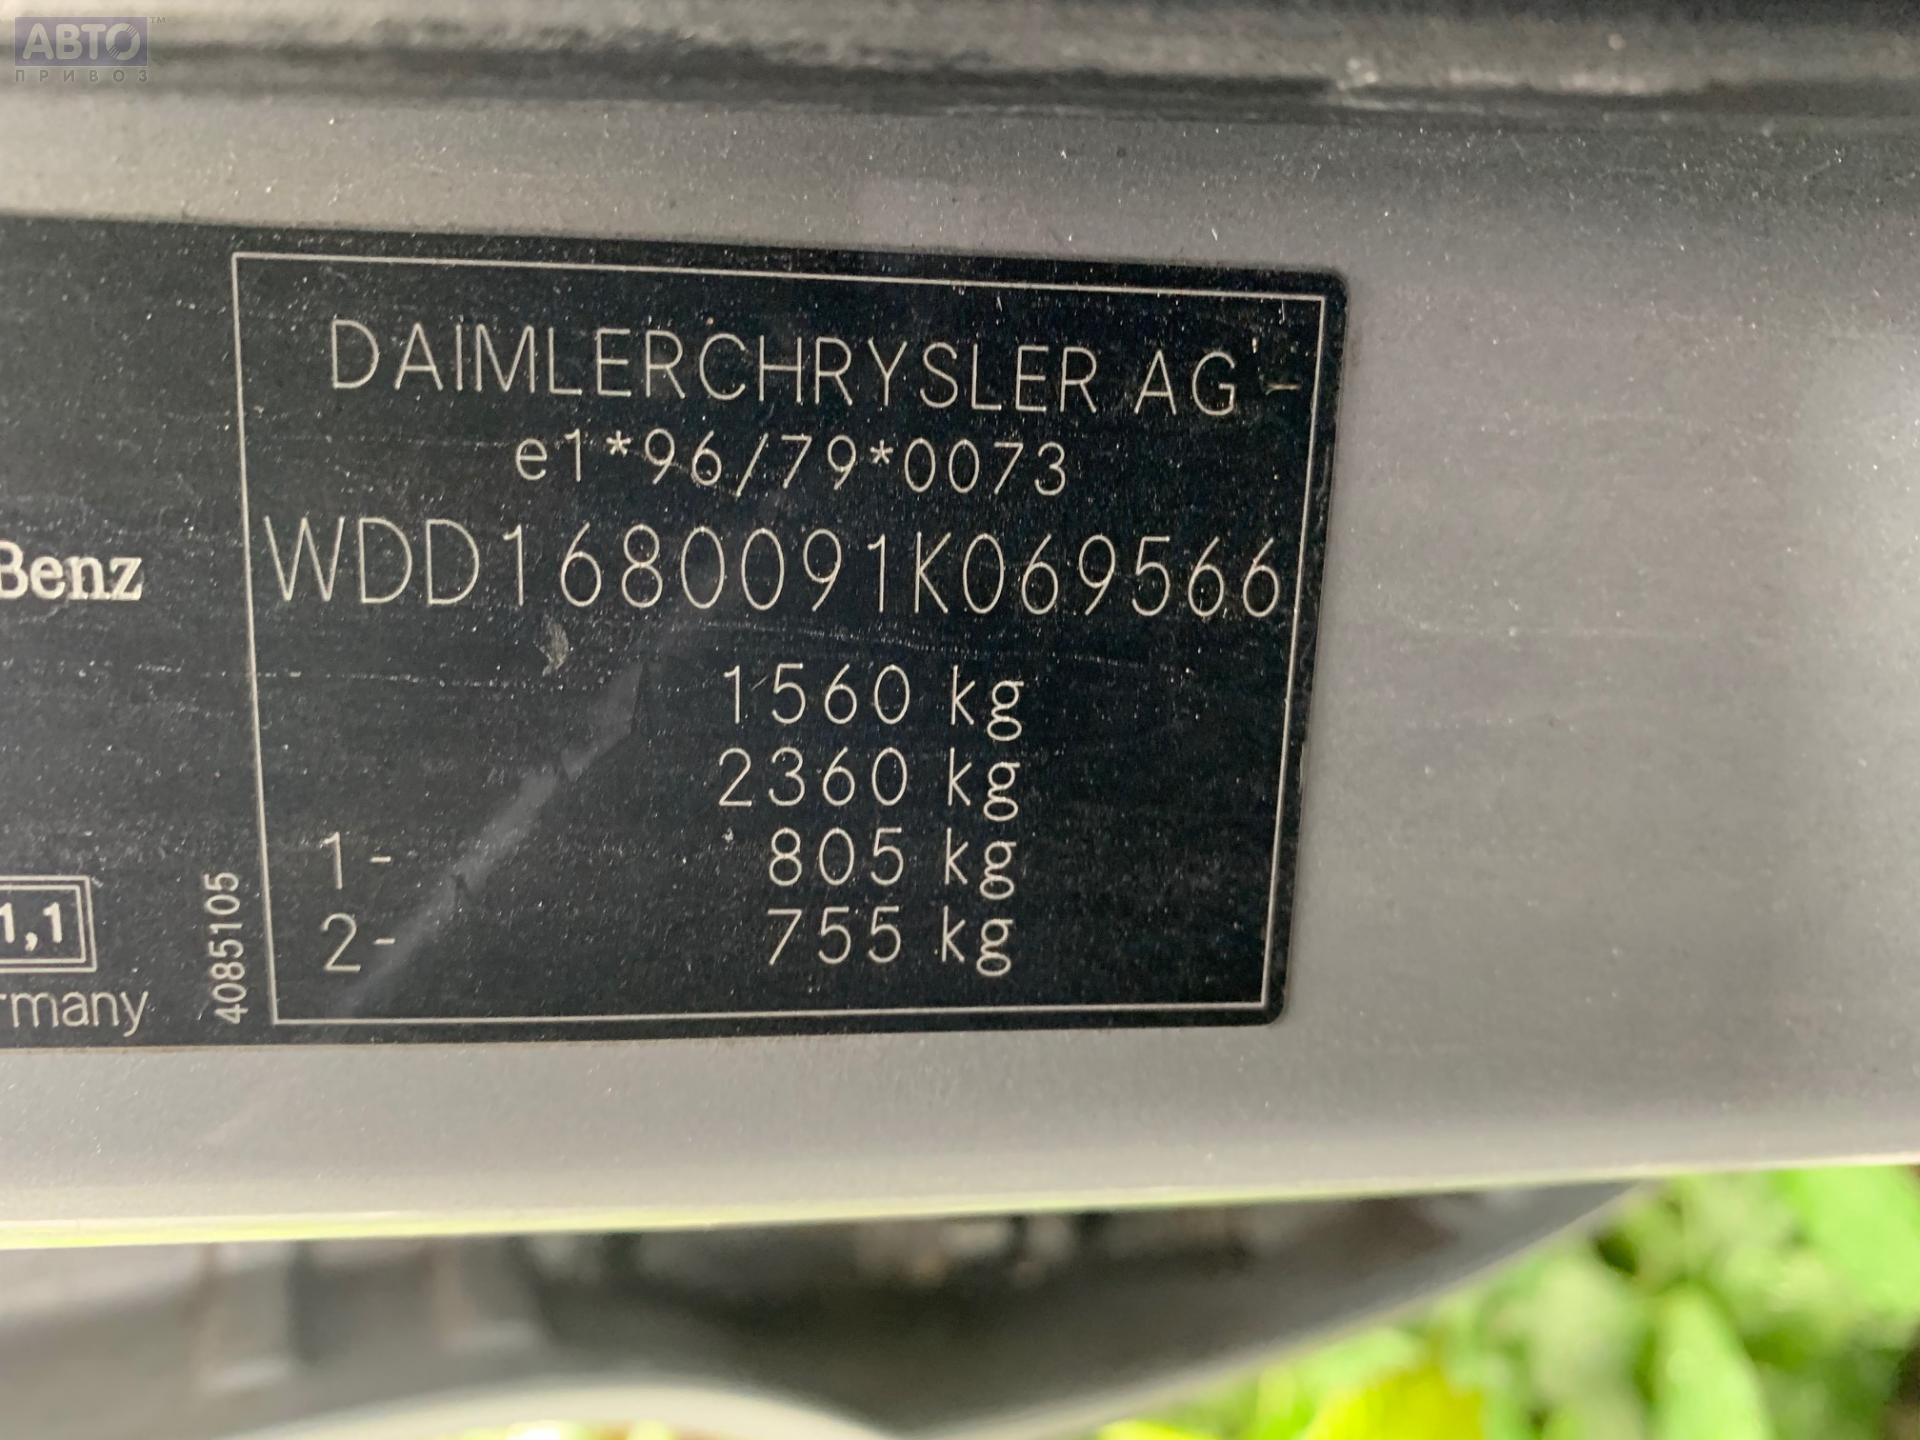 АВТО™
ПРИВОЗ
DAIMLERCHRYSLER AG
e1*96/79*0073
WDD1680091K069566
Benz
1560 kg
2360 kg
1- 805 kg
2- 755 kg
1,1
rmany
4085105